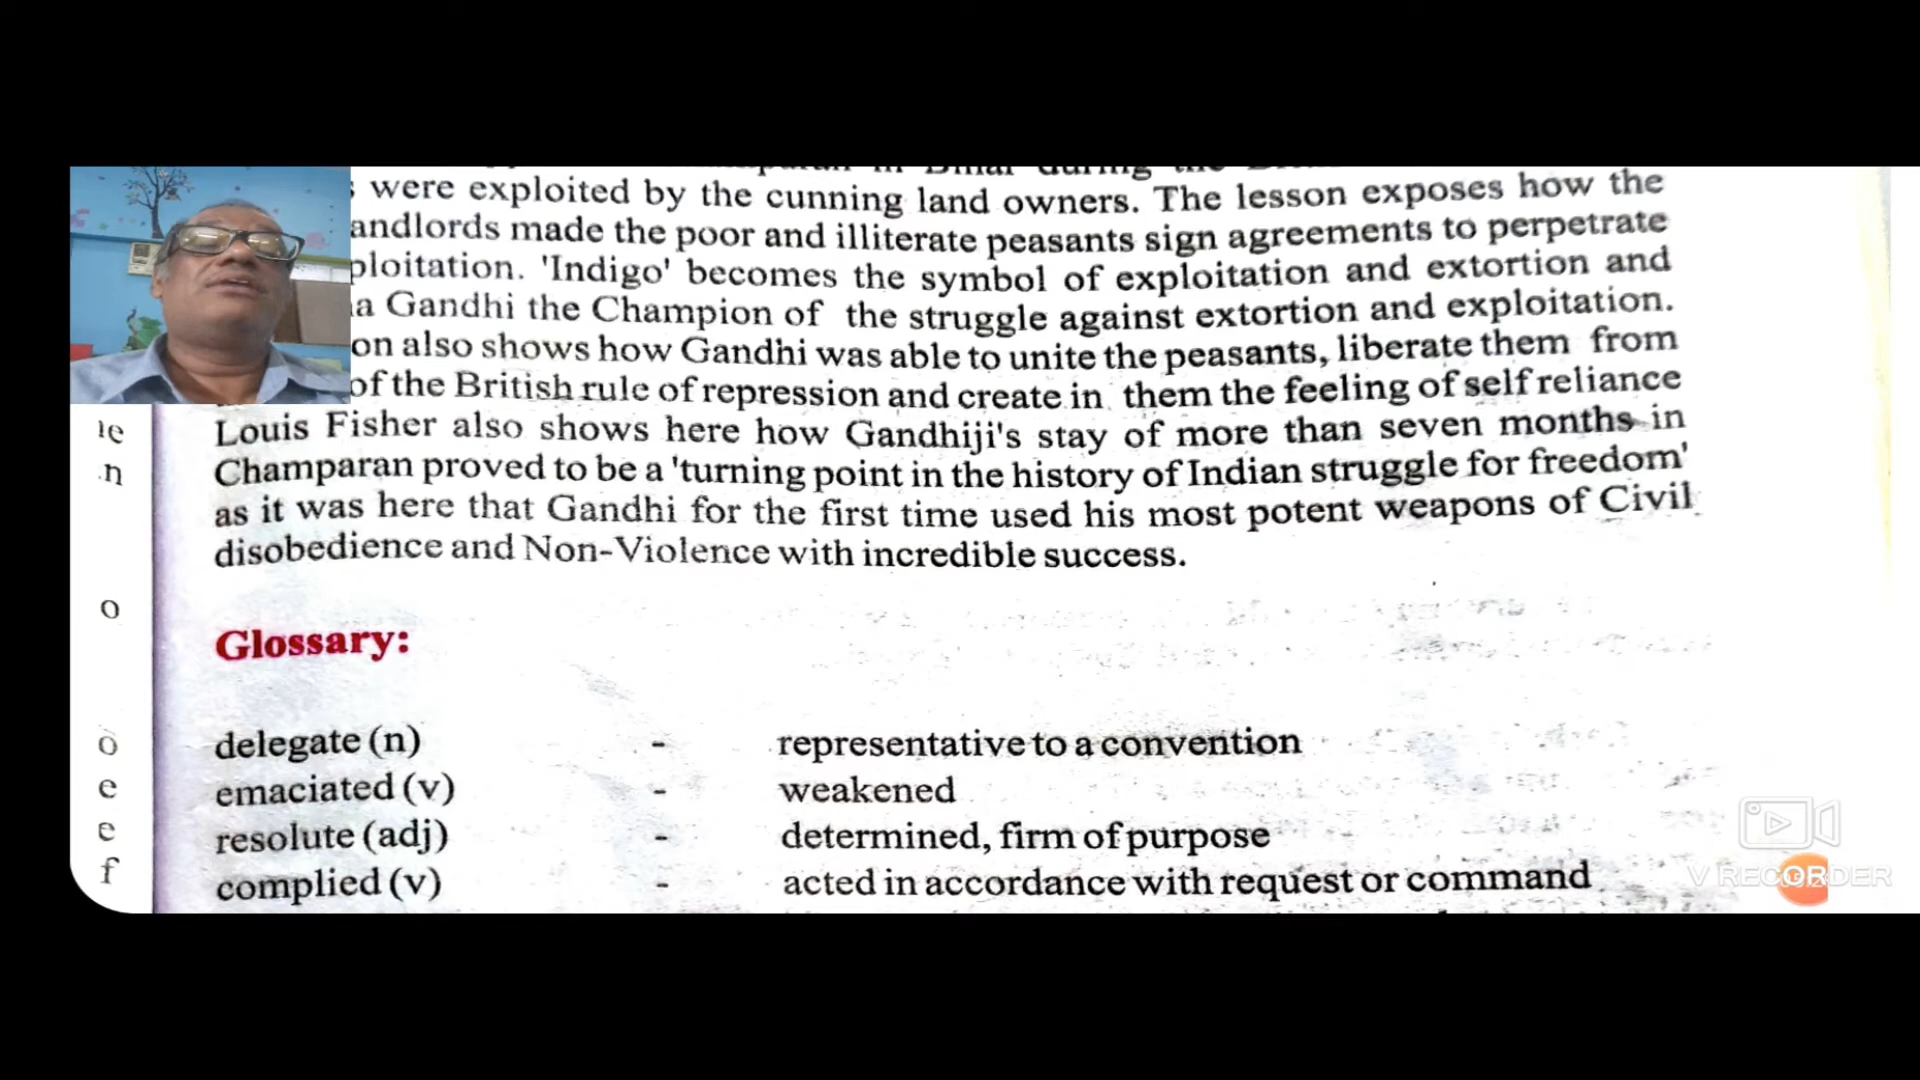 were exploited by the cunning land owners. The lesson exposes how the
andlords made the poor and illiterate peasants sign agreements to perpetrate
ploitation. 'Indigo' becomes the symbol of exploitation and extortion and
a Gandhi the Champion of the struggle against extortion and exploitation.
on also shows how Gandhi was able to unite the peasants, liberate them from
of the British rule of repression and create in them the feeling of self reliance
Louis Fisher also shows here how Gandhiji's stay of more than seven months in
Champaran proved to be a 'turning point in the history of Indian struggle for freedom'
as it was here that Gandhi for the first time used his most potent weapons of Civil
disobedience and Non-Violence with incredible success.
le
n
o
o
e
e
f
Glossary:
delegate (n) - representative to a convention
emaciated (v) - weakened
resolute (adj) - determined, firm of purpose
complied (v) - acted in accordance with request or command
V RECORDER